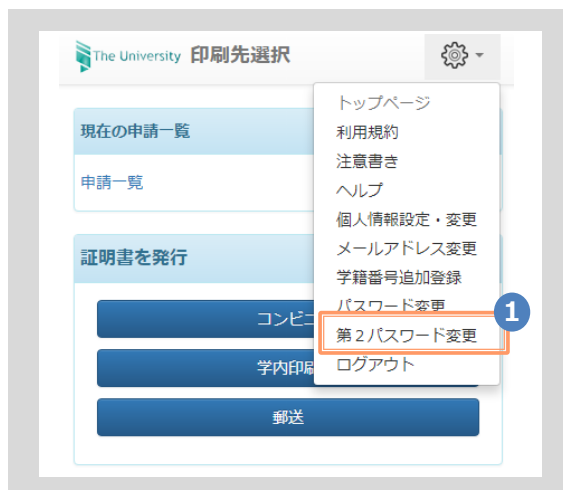 The University 印刷先選択
現在の申請一覧
申請一覧
証明書を発行
コンビニ
学内印刷
郵送
トップページ
利用規約
注意書き
ヘルプ
個人情報設定・変更
メールアドレス変更
学籍番号追加登録
パスワード変更
第２パスワード変更
ログアウト
1